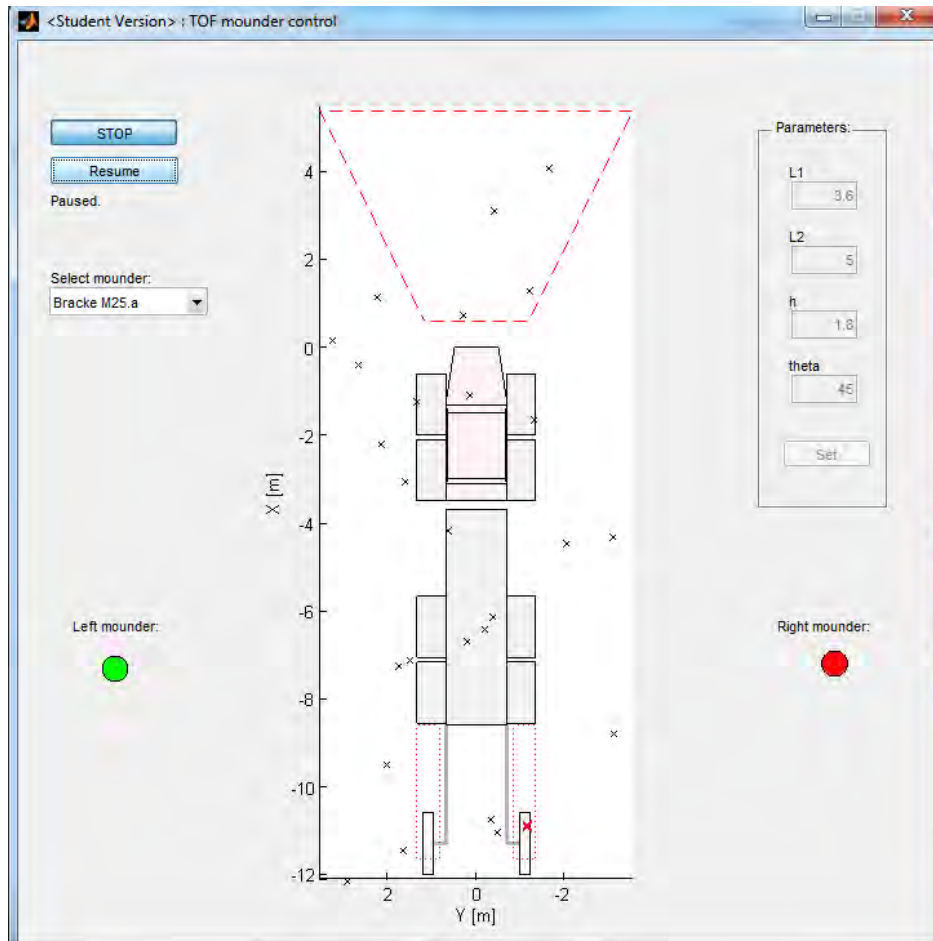 <Student Version> : TOF mounder control
STOP
Resume
Paused.
Select mounder:
Bracke M25.a
Parameters:
L1
3.6
L2
5
h
1.8
theta
45
Set
4
2
0
-2
-4
-6
-8
-10
-12
X [m]
2
0
-2
Y [m]
Left mounder:
Right mounder: